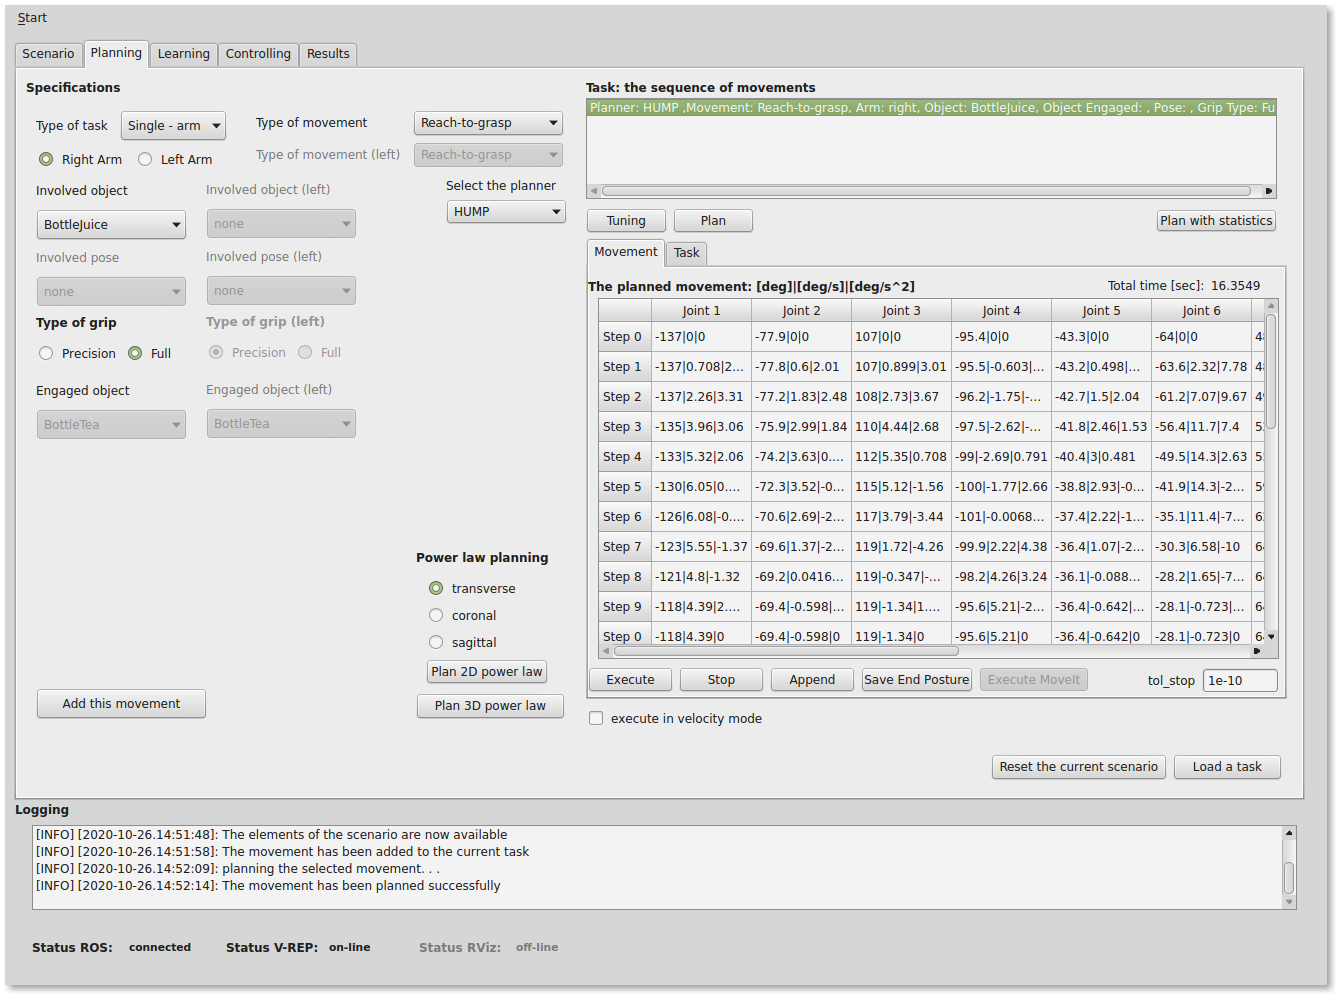 Start
Scenario Planning Learning Controlling Results
Specifications
Type of task Single - arm Type of movement Reach-to-grasp
Right Arm Left Arm Type of movement (left) Reach-to-grasp
Involved object Involved object (left) Select the planner
BottleJuice none HUMP
Involved pose Involved pose (left)
none none
Type of grip Type of grip (left)
Precision Full Precision Full
Engaged object Engaged object (left)
BottleTea BottleTea
Power law planning
transverse
coronal
sagittal
Plan 2D power law
Plan 3D power law
Add this movement
Task: the sequence of movements
Planner: HUMP ,Movement: Reach-to-grasp, Arm: right, Object: BottleJuice, Object Engaged: , Pose: , Grip Type: Fu
Tuning Plan Plan with statistics
Movement Task
The planned movement: [deg]|[deg/s]|[deg/s^2] Total time [sec]: 16.3549
Joint 1 Joint 2 Joint 3 Joint 4 Joint 5 Joint 6
Step 0 -137|0|0 -77.9|0|0 107|0|0 -95.4|0|0 -43.3|0|0 -64|0|0 48
Step 1 -137|0.708|2... -77.8|0.6|2.01 107|0.899|3.01 -95.5|-0.603|... -43.2|0.498|... -63.6|2.32|7.78 48
Step 2 -137|2.26|3.31 -77.2|1.83|2.48 108|2.73|3.67 -96.2|-1.75|-... -42.7|1.5|2.04 -61.2|7.07|9.67 49
Step 3 -135|3.96|3.06 -75.9|2.99|1.84 110|4.44|2.68 -97.5|-2.62|-... -41.8|2.46|1.53 -56.4|11.7|7.4
Step 4 -133|5.32|2.06 -74.2|3.63|0.... 112|5.35|0.708 -99|-2.69|0.791 -40.4|3|0.481 -49.5|14.3|2.63
Step 5 -130|6.05|0.... -72.3|3.52|-0... 115|5.12|-1.56 -100|-1.77|2.66 -38.8|2.93|-0... -41.9|14.3|-2... 59
Step 6 -126|6.08|-0.... -70.6|2.69|-2... 117|3.79|-3.44 -101|-0.0068... -37.4|2.22|-1... -35.1|11.4|-7...
Step 7 -123|5.55|-1.37 -69.6|1.37|-2... 119|1.72|-4.26 -99.9|2.22|4.38 -36.4|1.07|-2... -30.3|6.58|-10 64
Step 8 -121|4.8|-1.32 -69.2|0.0416... 119|-0.347|-... -98.2|4.26|3.24 -36.1|-0.088... -28.2|1.65|-7... 64
Step 9 -118|4.39|2.... -69.4|-0.598|... 119|-1.34|1.... -95.6|5.21|-2... -36.4|-0.642|... -28.1|-0.723|... 64
Step 0 -118|4.39|0 -69.4|-0.598|0 119|-1.34|0 -95.6|5.21|0 -36.4|-0.642|0 -28.1|-0.723|0 64
Execute Stop Append Save End Posture Execute MoveIt tol_stop 1e-10
execute in velocity mode
Reset the current scenario Load a task
Logging
[INFO] [2020-10-26.14:51:48]: The elements of the scenario are now available
[INFO] [2020-10-26.14:51:58]: The movement has been added to the current task
[INFO] [2020-10-26.14:52:09]: planning the selected movement. . .
[INFO] [2020-10-26.14:52:14]: The movement has been planned successfully
Status ROS: connected Status V-REP: on-line Status RViz: off-line